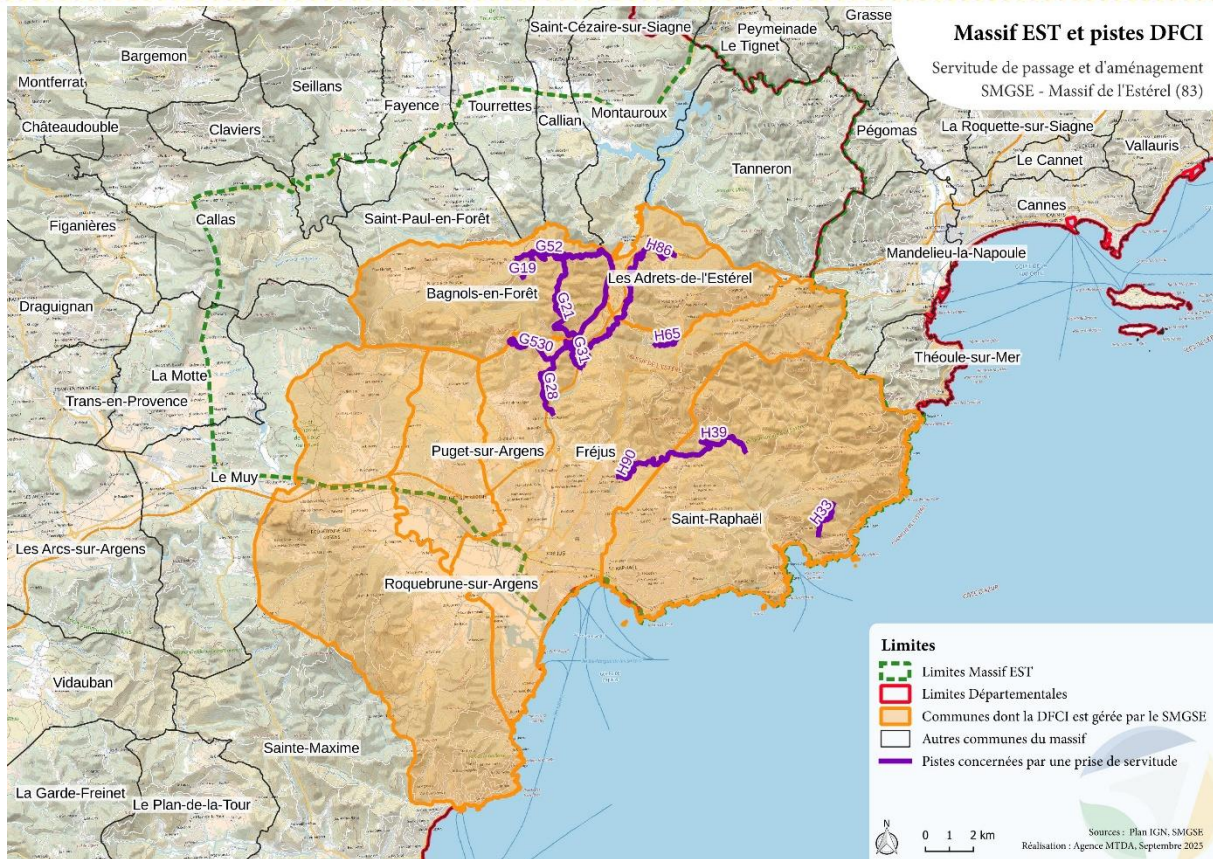 Massif EST et pistes DFCI
Servitude de passage et d'aménagement
SMGSE - Massif de l'Estérel (83)
Grasse
Saint-Cézaire-sur-Siagne
Peymeinade
Le Tignet
Bargemon
Montferrat
Seillans
Fayence
Tourrettes
Callian
Montauroux
Châteaudouble
Claviers
Pégomas
La Roquette-sur-Siagne
Vallauris
Le Cannet
Tanneron
Cannes
Figanières
Callas
Saint-Paul-en-Forêt
Mandelieu-la-Napoule
G52
H86
G19
Les Adrets-de-l'Estérel
Bagnols-en-Forêt
Draguignan
G21
G530
G31
H65
Théoule-sur-Mer
La Motte
Trans-en-Provence
G28
Puget-sur-Argens
Fréjus
H39
H90
Le Muy
Saint-Raphaël
H33
Les Arcs-sur-Argens
Roquebrune-sur-Argens
Vidauban
Sainte-Maxime
La Garde-Freinet
Le Plan-de-la-Tour
Limites
Limites Massif EST
Limites Départementales
Communes dont la DFCI est gérée par le SMGSE
Autres communes du massif
Pistes concernées par une prise de servitude
N
0 1 2 km
Sources : Plan IGN, SMGSE
Réalisation : Agence MTDA, Septembre 2025